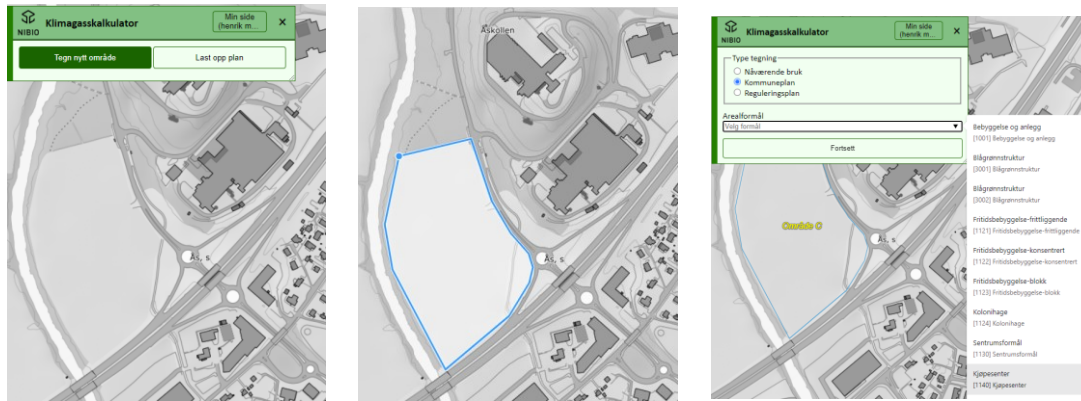 NIBIO
Klimagasskalkulator
Min side
(henrik m...
×
Tegn nytt område
Last opp plan
Ås, s
Åskollen
Ås, s
NIBIO
Klimagasskalkulator
Min side
(henrik m...
×
Type tegning
Nåværende bruk
Kommuneplan
Reguleringsplan
Arealformål
Velg formål
Fortsett
Område 0
Ås, s
Bebyggelse og anlegg
[1001] Bebyggelse og anlegg
Blågrønnstruktur
[3001] Blågrønnstruktur
Blågrønnstruktur
[3002] Blågrønnstruktur
Fritidsbebyggelse-frittliggende
[1121] Fritidsbebyggelse-frittliggende
Fritidsbebyggelse-konsentrert
[1122] Fritidsbebyggelse-konsentrert
Fritidsbebyggelse-blokk
[1123] Fritidsbebyggelse-blokk
Kolonihage
[1124] Kolonihage
Sentrumsformål
[1130] Sentrumsformål
Kjøpesenter
[1140] Kjøpesenter